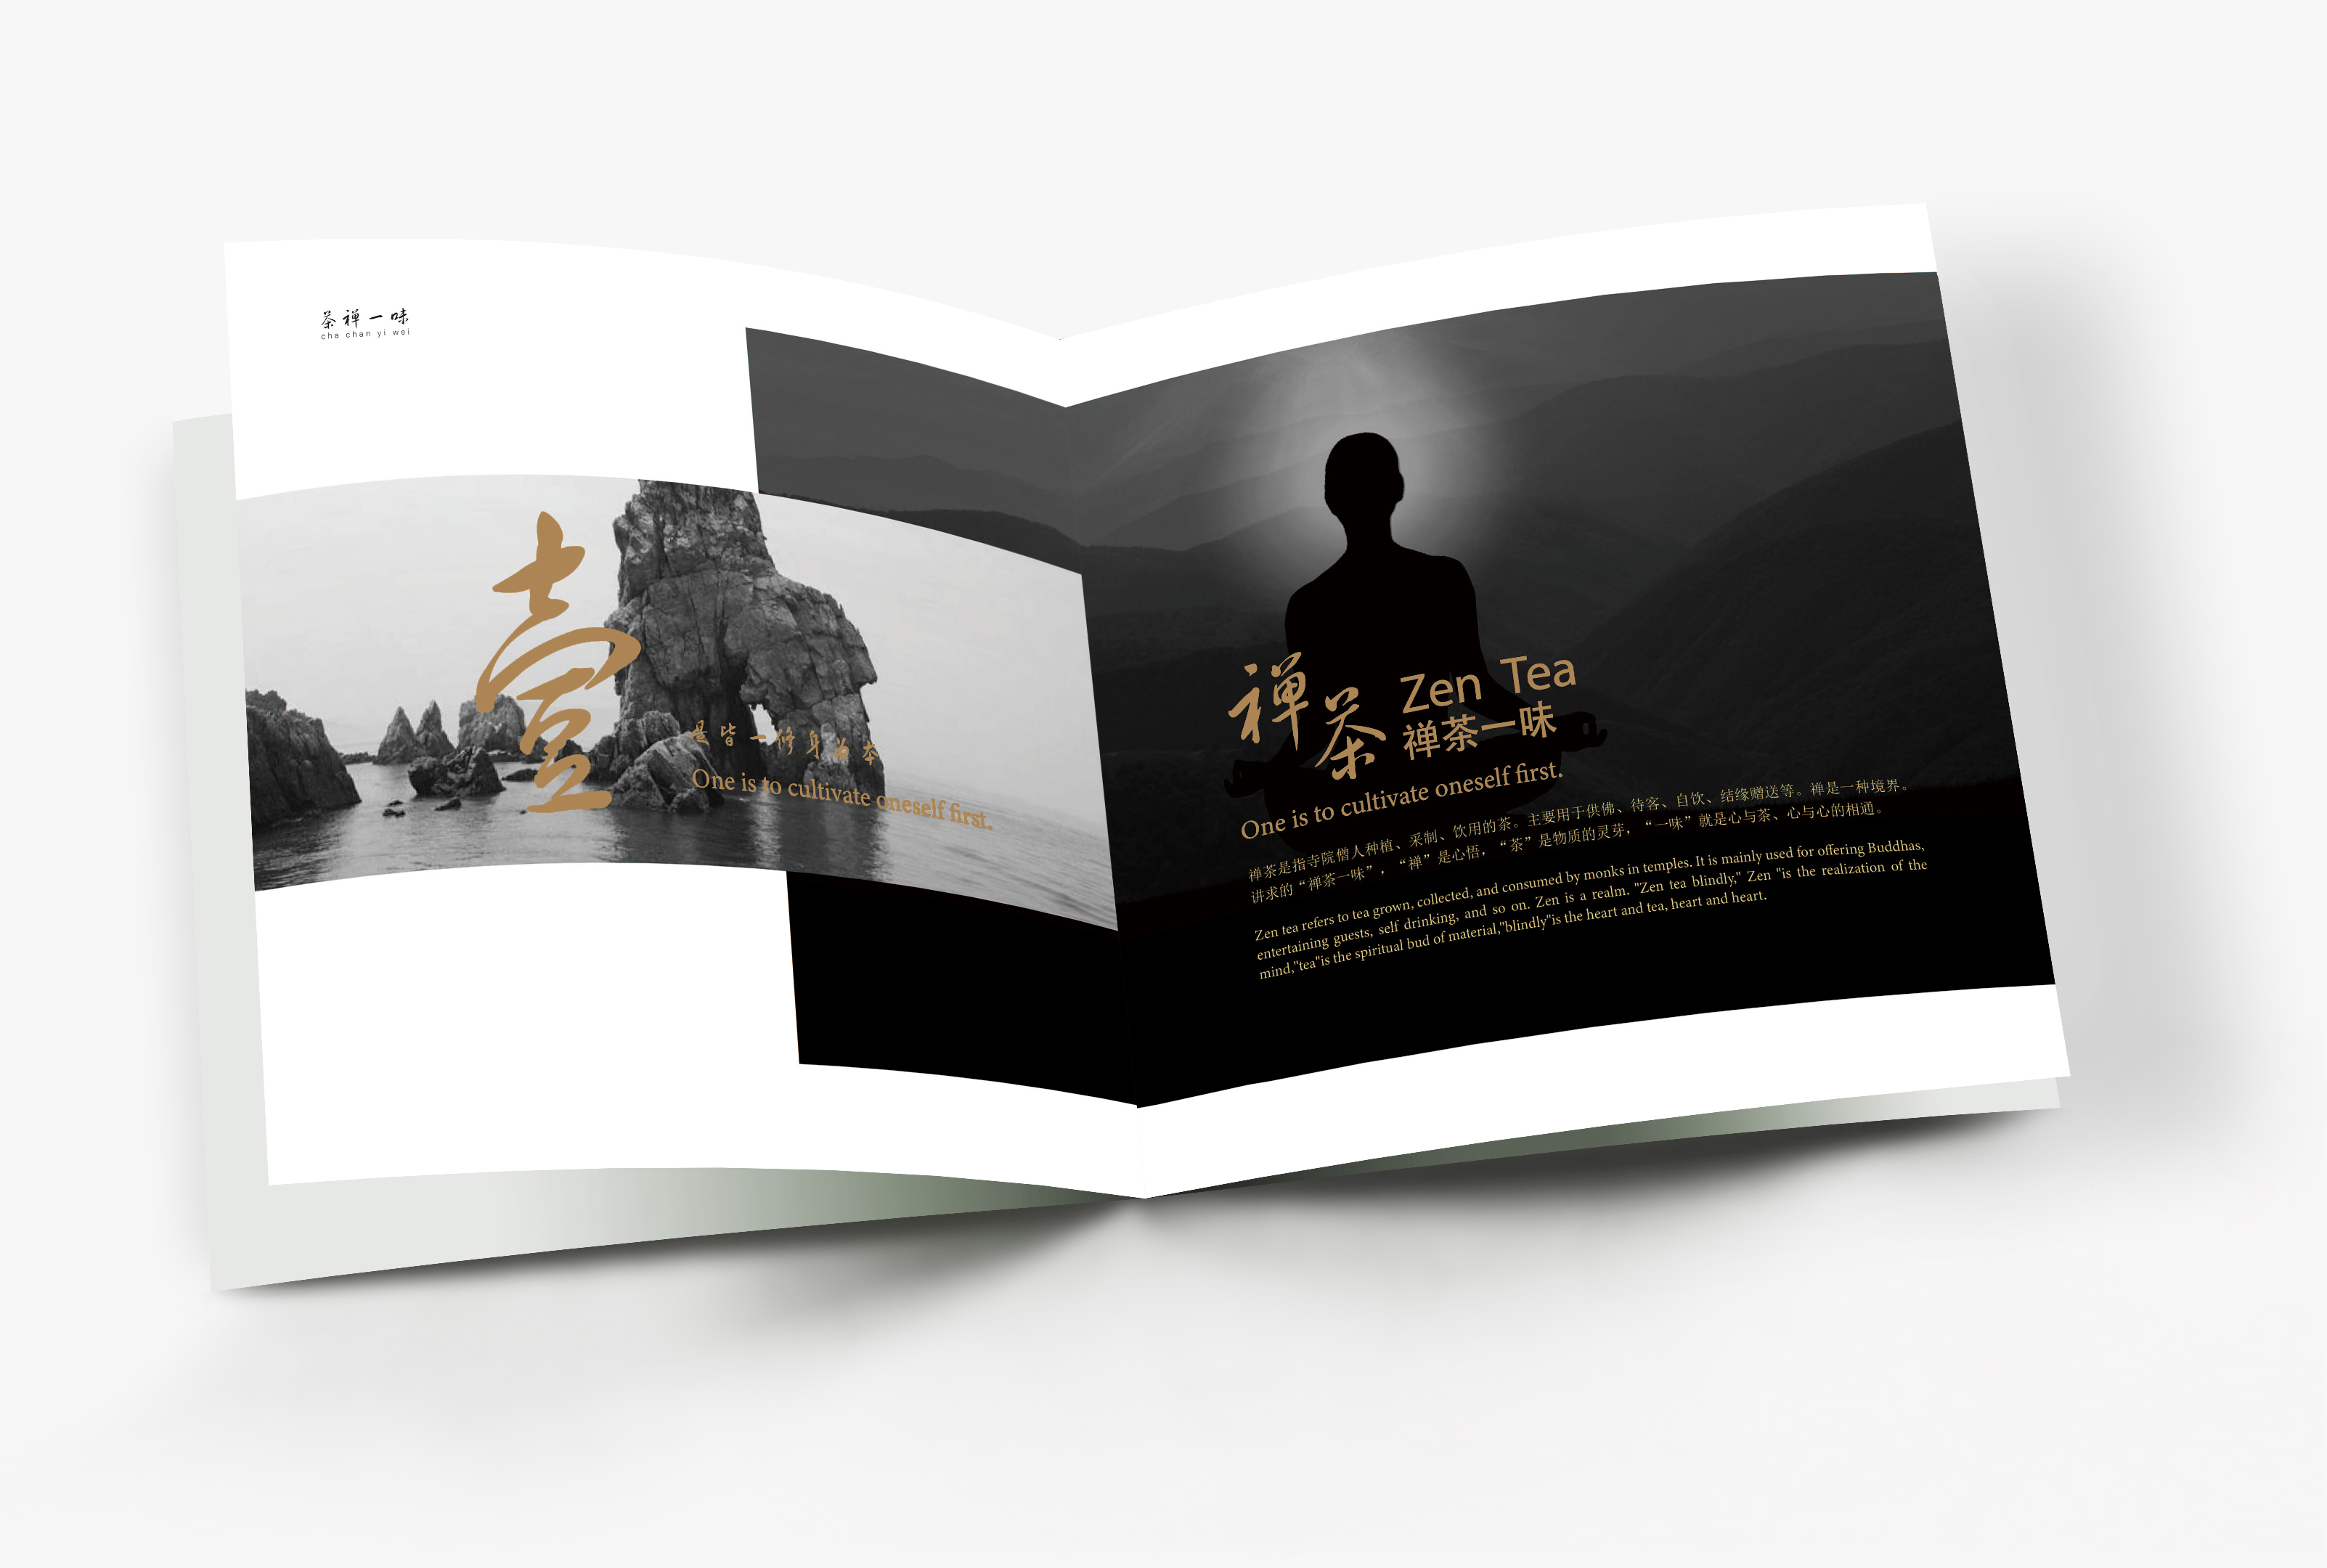 茶禅一味
cha chan yi wei
壹
是皆一修身为本
One is to cultivate oneself first.
禅茶
Zen Tea
禅茶一味
One is to cultivate oneself first.
禅茶是指寺院僧人种植、采制、饮用的茶。主要用于供佛、待客、自饮、结缘赠送等。禅是一种境界。
讲求的“禅茶一味”，“禅”是心悟，“茶”是物质的灵芽，“一味”就是心与茶、心与心的相通。
Zen tea refers to tea grown, collected, and consumed by monks in temples. It is mainly used for offering Buddhas,
entertaining guests, self drinking, and so on. Zen is a realm. "Zen tea blindly," Zen "is the realization of the
mind,"tea"is the spiritual bud of material,"blindly"is the heart and tea, heart and heart.